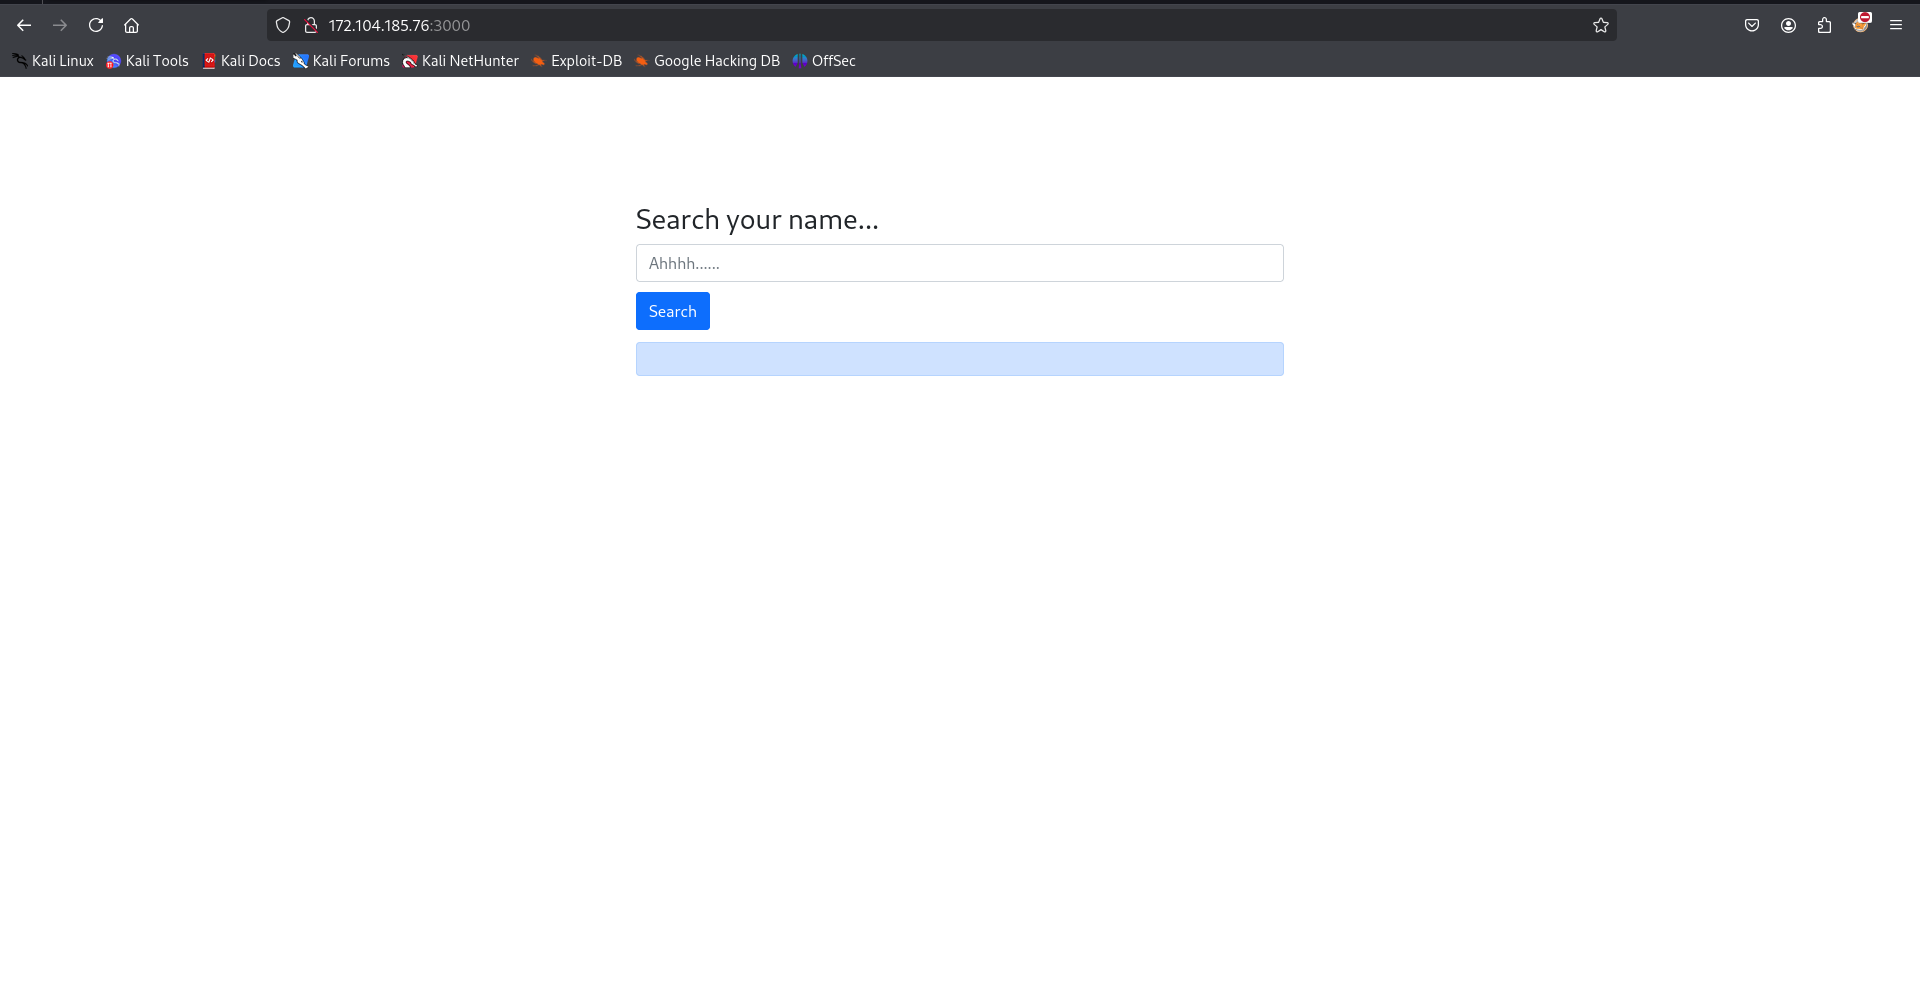 172.104.185.76:3000
Kali Linux Kali Tools Kali Docs Kali Forums Kali NetHunter Exploit-DB Google Hacking DB OffSec
Search your name...
Ahhhh......
Search